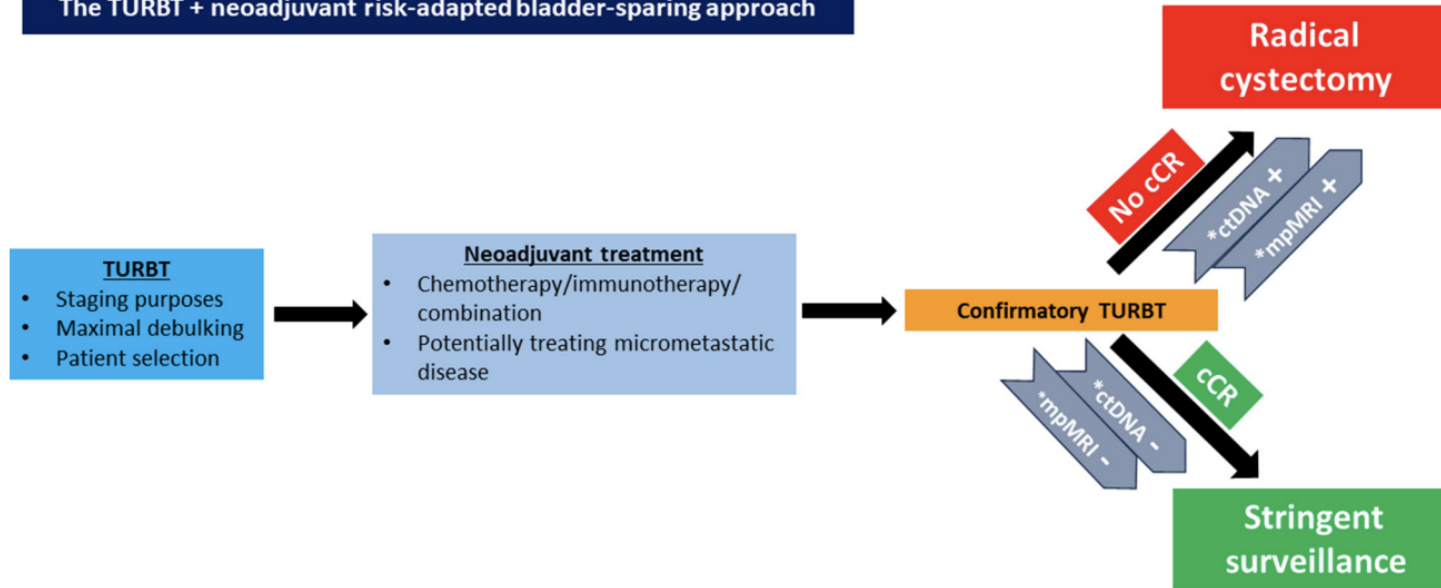 The TURBT + neoadjuvant risk-adapted bladder-sparing approach
TURBT
• Staging purposes
• Maximal debulking
• Patient selection
Neoadjuvant treatment
• Chemotherapy/immunotherapy/
combination
• Potentially treating micrometastatic
disease
Confirmatory TURBT
No cCR
*ctDNA +
*mpMRI +
Radical
cystectomy
cCR
*ctDNA -
*mpMRI -
Stringent
surveillance